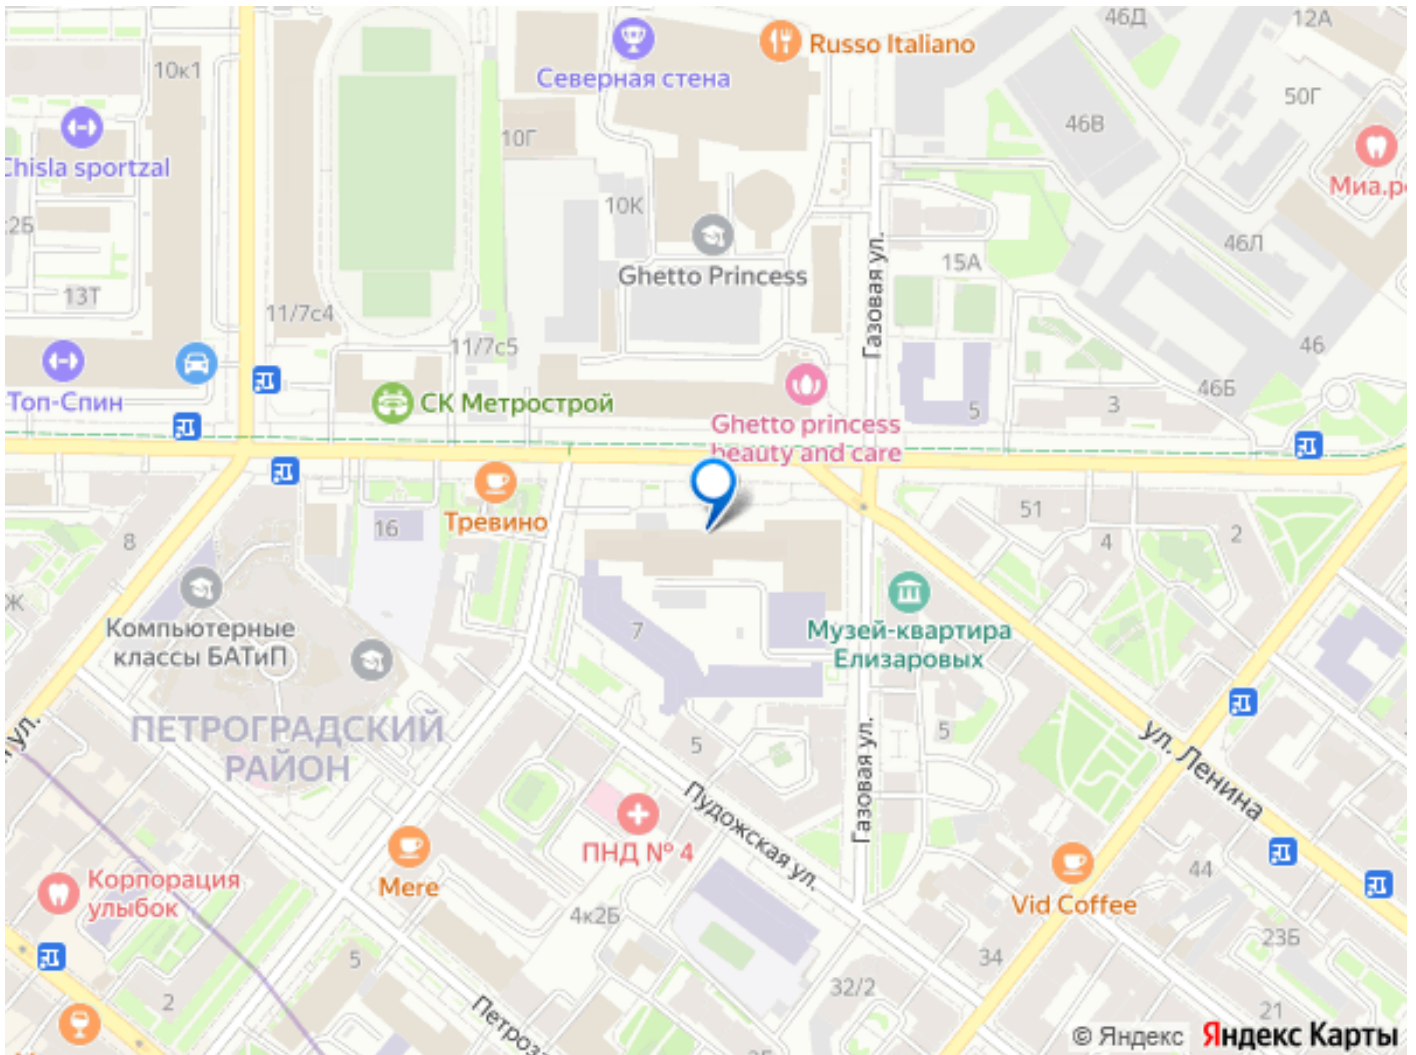 46Д
12А
Russo Italiano
10к1
Северная стена
50Г
46В
10Г
Chisla sportzal
Миа.ро
10К
2Б
46Л
Газовая ул.
15А
Ghetto Princess
13Т
11/7с4
11/7с5
46
46Б
Топ-Спин
СК Метрострой
3
5
Ghetto princess
beauty and care
51
16
Тревино
2
8
4
Ж
Компьютерные
классы БАТиП
7
Музей-квартира
Елизаровых
ПЕТРОГРАДСКИЙ
РАЙОН
ул.
5
5
ул. Ленина
Газовая ул.
Пудожская ул.
ПНД № 4
44
Корпорация
улыбок
Mere
Vid Coffee
4к2Б
23Б
5
34
32/2
2
21
Петроза
© Яндекс
Яндекс Карты